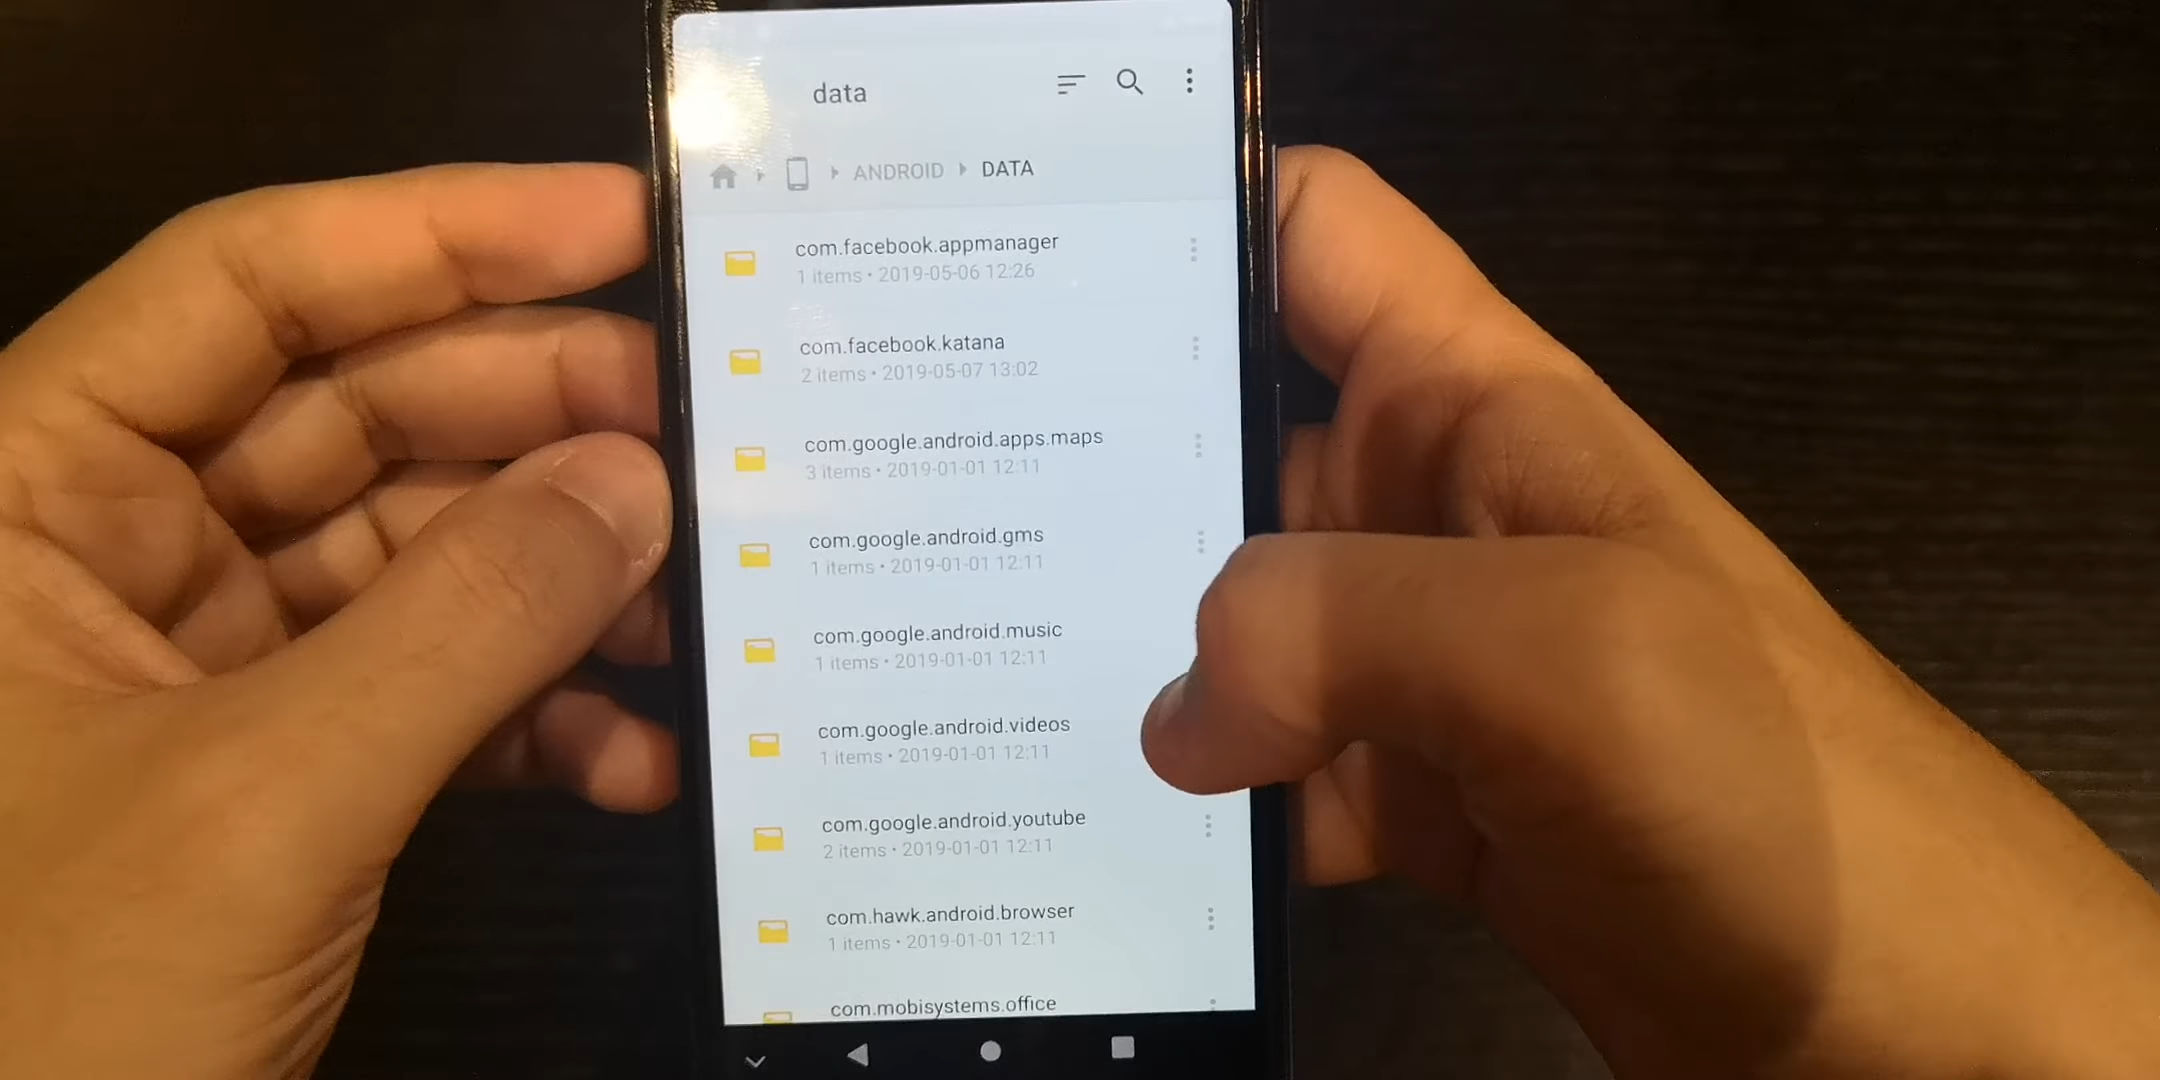 data
ANDROID DATA
com.facebook.appmanager
1 items • 2019-05-06 12:26
com.facebook.katana
2 items • 2019-05-07 13:02
com.google.android.apps.maps
3 items • 2019-01-01 12:11
com.google.android.gms
1 items • 2019-01-01 12:11
com.google.android.music
1 items • 2019-01-01 12:11
com.google.android.videos
1 items • 2019-01-01 12:11
com.google.android.youtube
2 items • 2019-01-01 12:11
com.hawk.android.browser
1 items • 2019-01-01 12:11
com.mobisystems.office